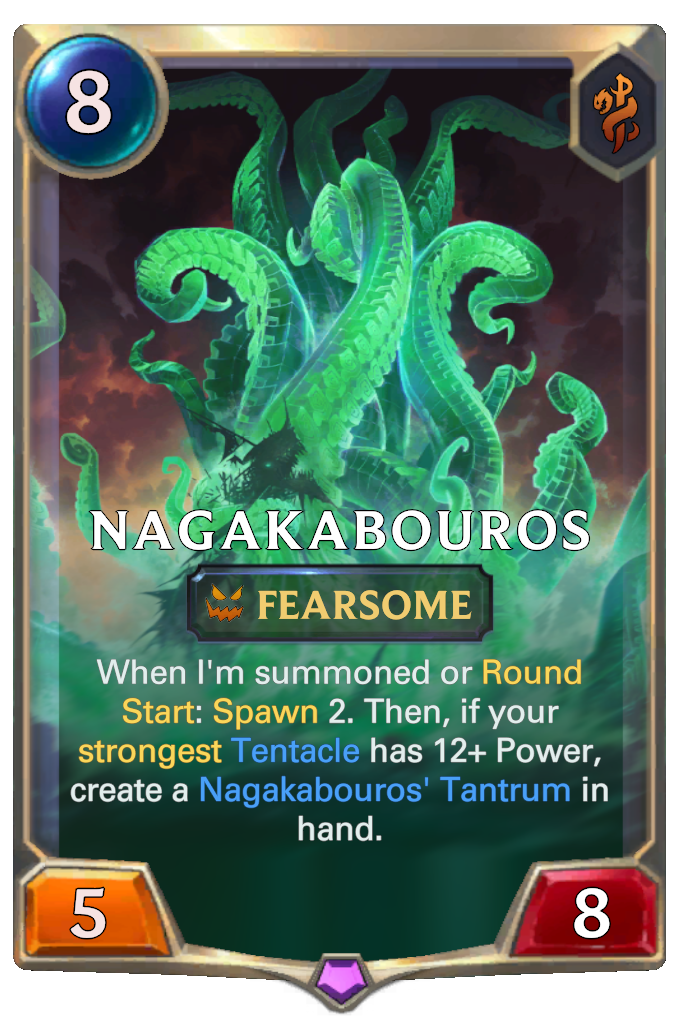 8
NAGAKABOUROS
FEARSOME
When I'm summoned or Round
Start: Spawn 2. Then, if your
strongest Tentacle has 12+ Power,
create a Nagakabouros' Tantrum in
hand.
5
8